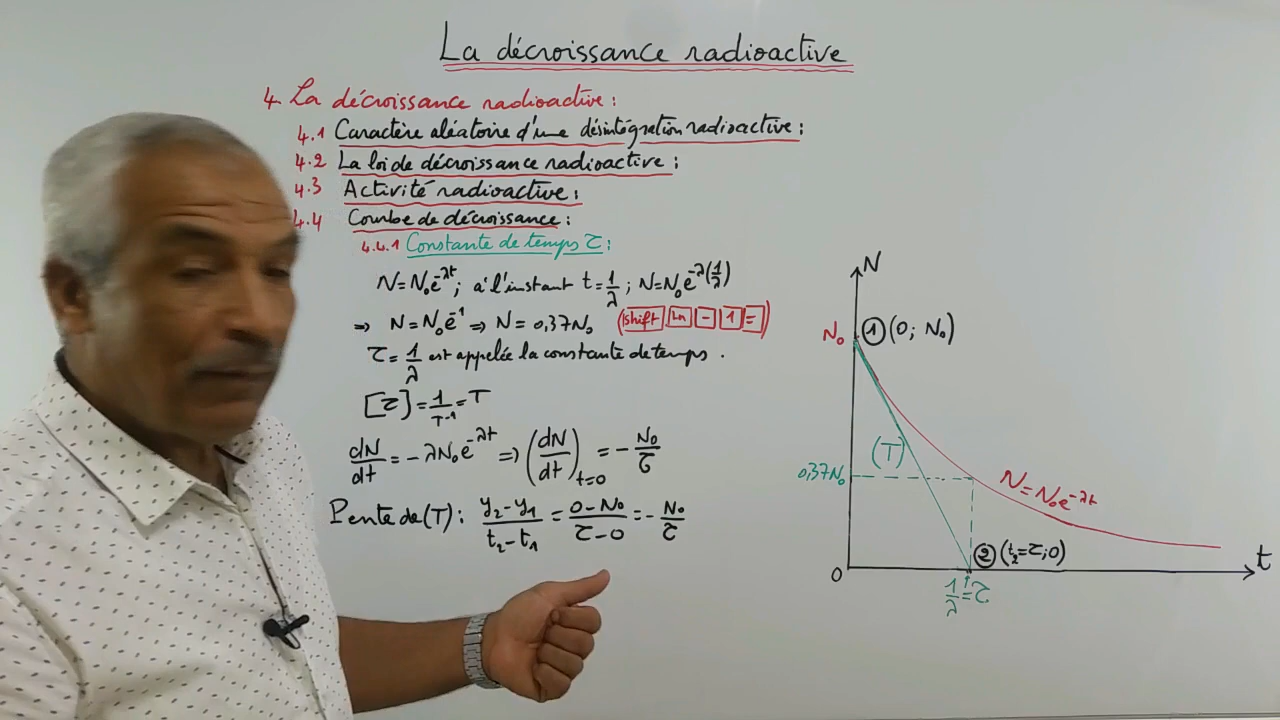 La décroissance radioactive
4 La décroissance radioactive :
4.1 Caractère aléatoire d'une désintégration radioactive :
4.2 La loi de décroissance radioactive :
4.3 Activité radioactive :
4.4 Courbe de décroissance :
4.4.1 Constante de temps τ :
N=N₀e^(-λt) ; à l'instant t=1/λ ; N=N₀e^(-λ(1/λ))
⇒ N=N₀e^(-1) ⇒ N = 0,37N₀ (shift Ln - 1 =)
τ = 1/λ est appelée la constante de temps .
[τ] = 1/T^(-1) = T
dN/dt = -λN₀e^(-λt) ⇒ (dN/dt)_(t=0) = - N₀/τ
Pente de (T) : (y₂-y₁)/(t₂-t₁) = (0-N₀)/(τ-0) = - N₀/τ
N
N₀ ① (0 ; N₀)
(T)
0,37N₀
N=N₀e^(-λt)
② (t₂=τ;0)
0
t
1/λ=τ